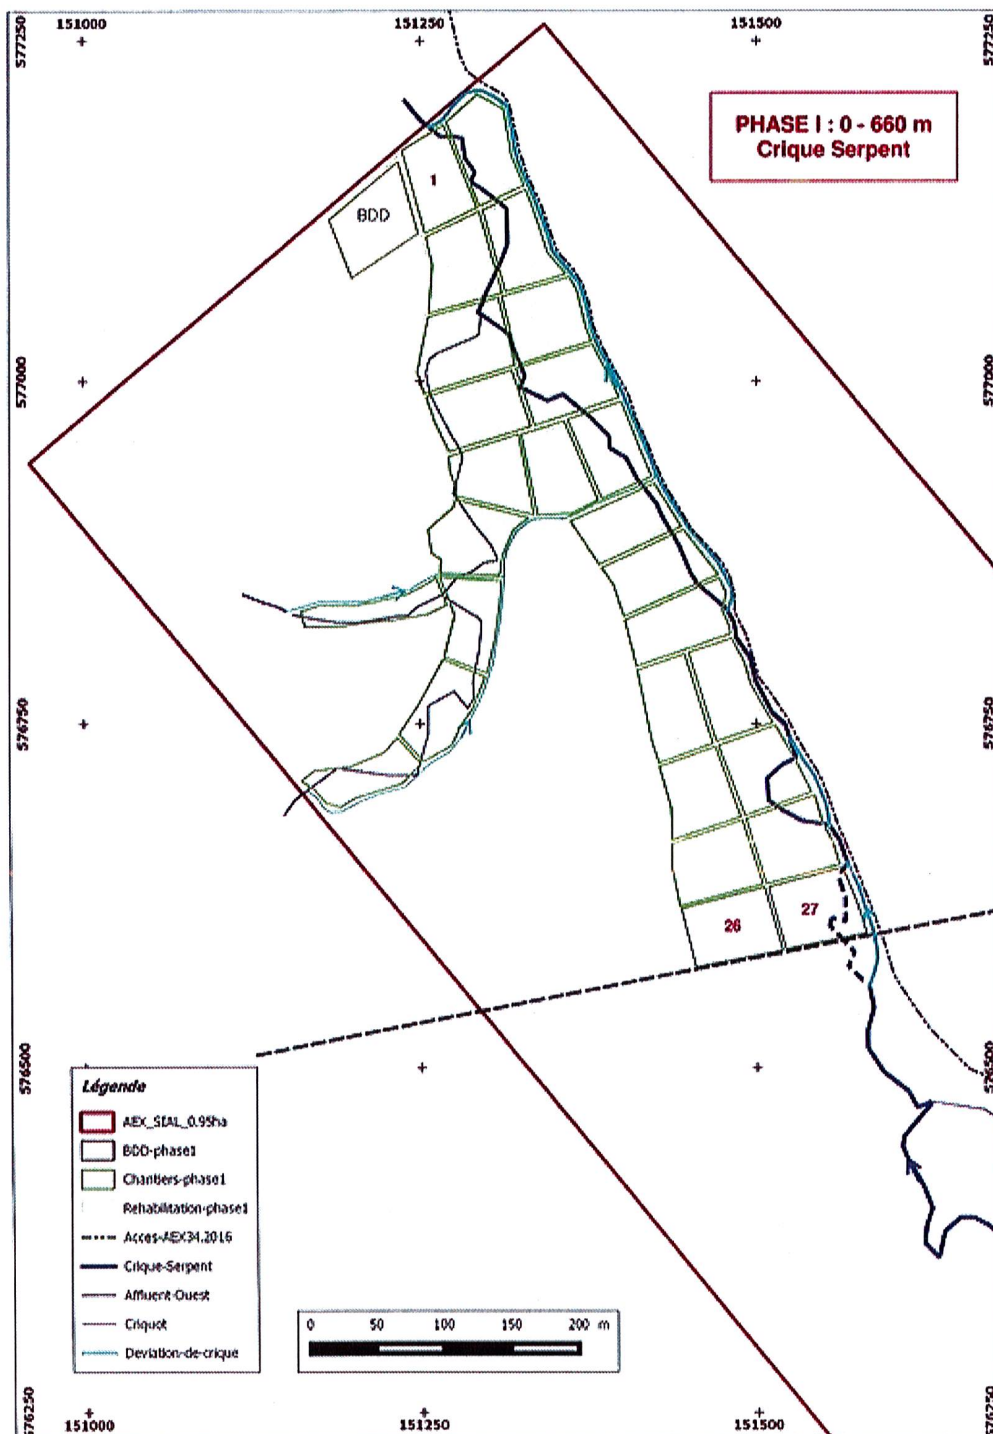 151000
151250
151500
577250
577250
PHASE I : 0 - 660 m
Crique Serpent
1
BDD
577000
577000
576750
576750
26
27
576500
576500
Légende
AEX_SIAL_0.95ha
BDD-phase1
Chantiers-phase1
Rehabilitation-phase1
Acces-AEX34.2016
Crique-Serpent
Affluent-Ouest
Criquot
Deviation-de-crique
0 50 100 150 200 m
576250
576250
151000
151250
151500